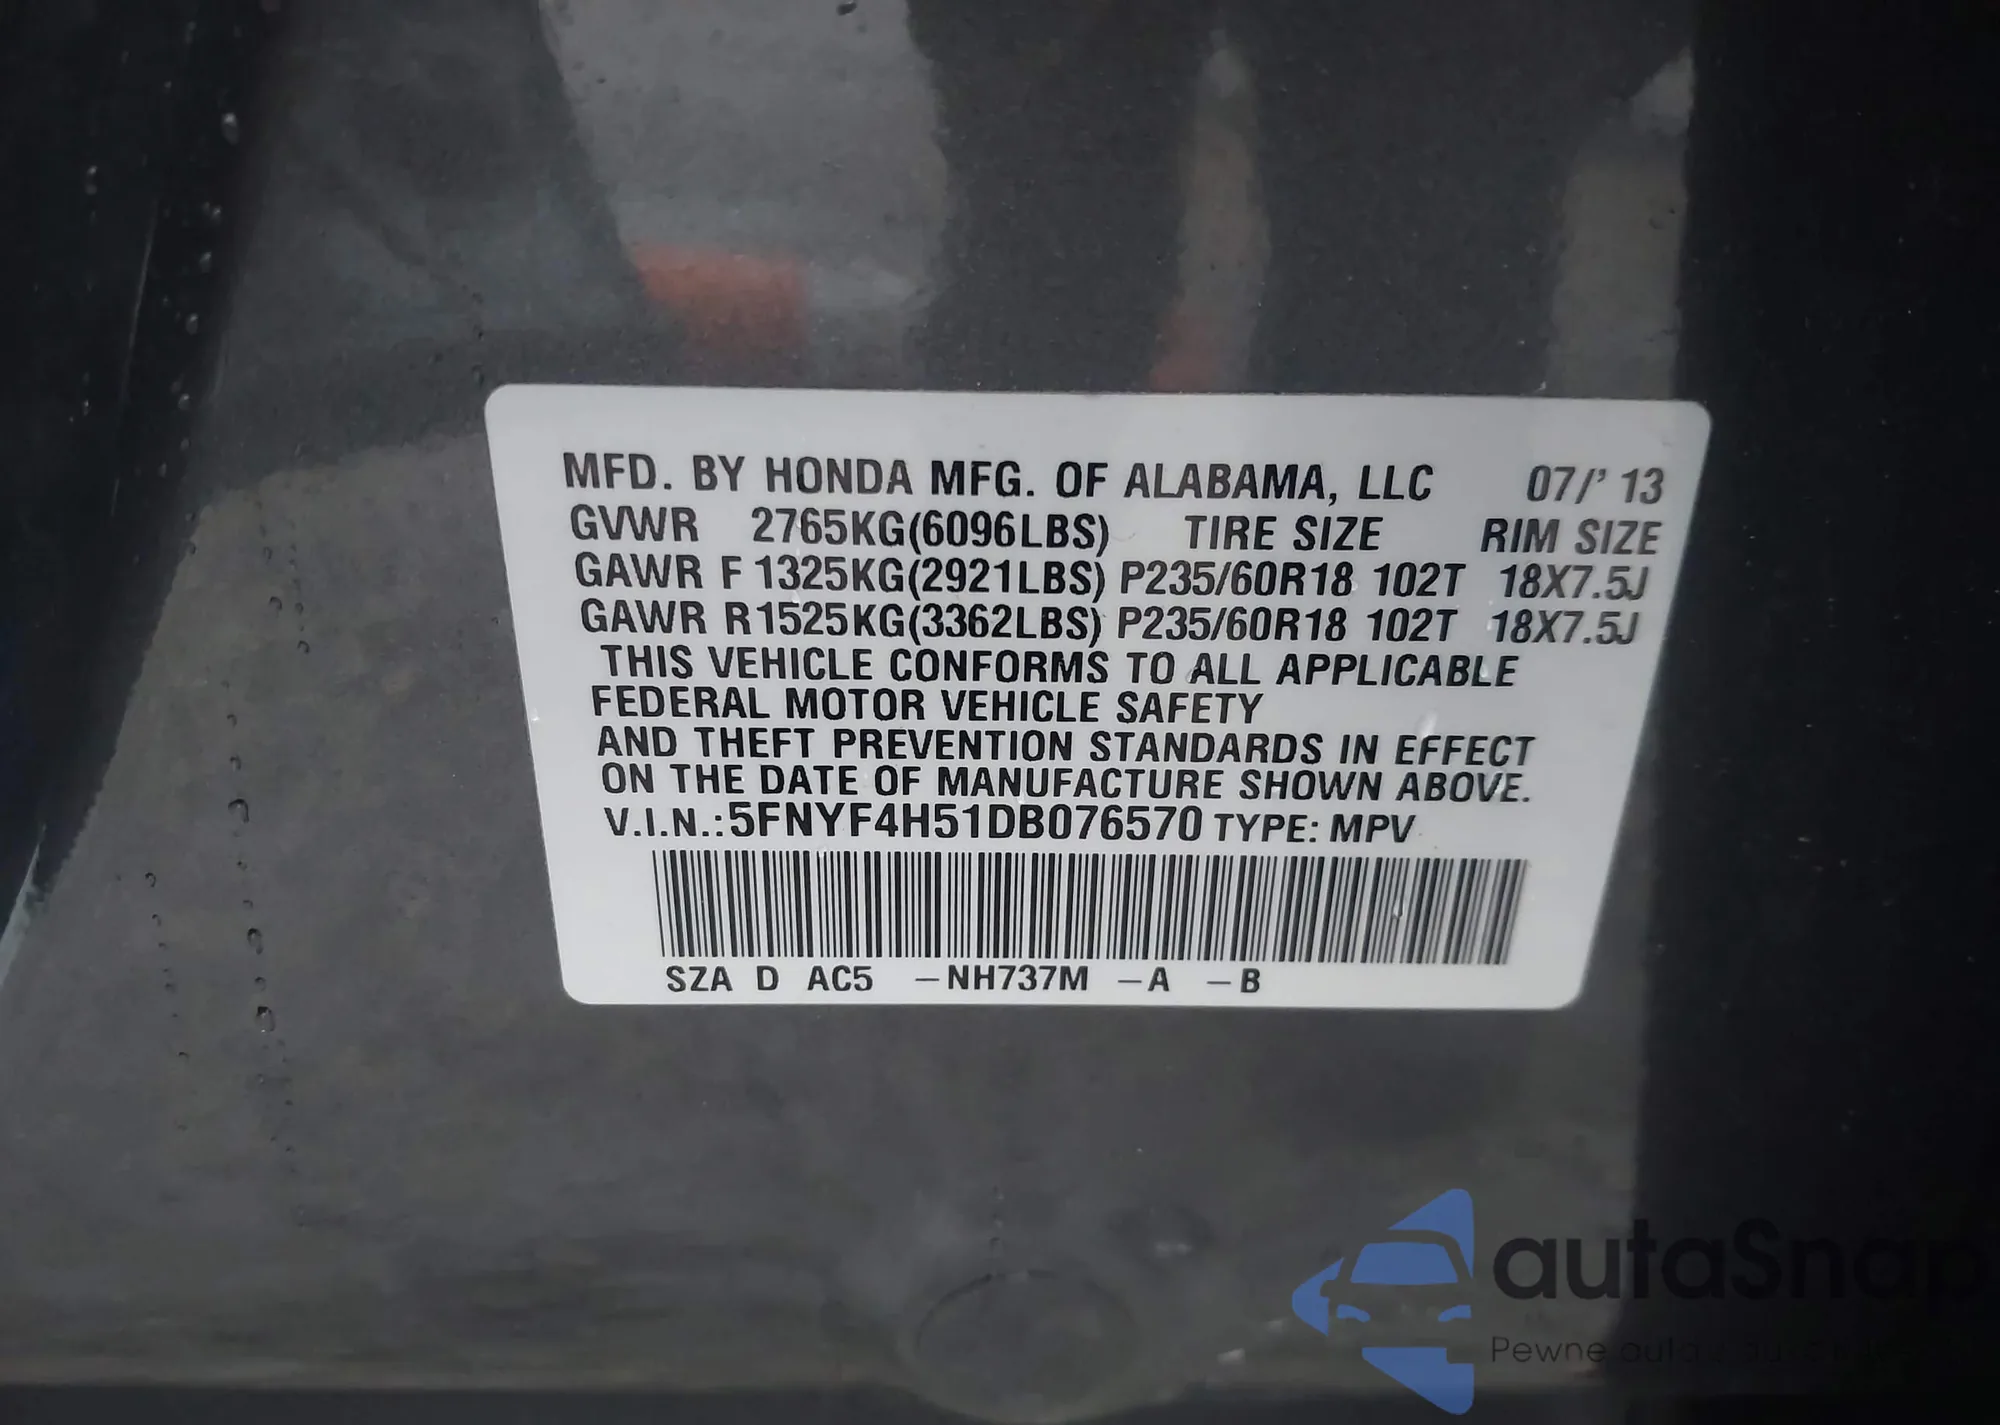 MFD. BY HONDA MFG. OF ALABAMA, LLC 07/'13
GVWR 2765KG(6096LBS) TIRE SIZE RIM SIZE
GAWR F 1325KG(2921LBS) P235/60R18 102T 18X7.5J
GAWR R 1525KG(3362LBS) P235/60R18 102T 18X7.5J
THIS VEHICLE CONFORMS TO ALL APPLICABLE
FEDERAL MOTOR VEHICLE SAFETY
AND THEFT PREVENTION STANDARDS IN EFFECT
ON THE DATE OF MANUFACTURE SHOWN ABOVE.
V.I.N.:5FNYF4H51DB076570 TYPE: MPV
SZA D AC5 –NH737M –A –B
autaSnap
Pewne auta